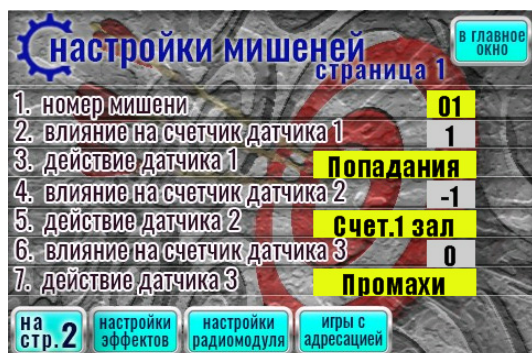 настройки мишеней
страница 1
в главное
окно
1. номер мишени 01
2. влияние на счетчик датчика 1 1
3. действие датчика 1 Попадания
4. влияние на счетчик датчика 2 -1
5. действие датчика 2 Счет.1 зал
6. влияние на счетчик датчика 3 0
7. действие датчика 3 Промахи
на
стр.2
настройки
эффектов
настройки
радиомодуля
игры с
адресацией